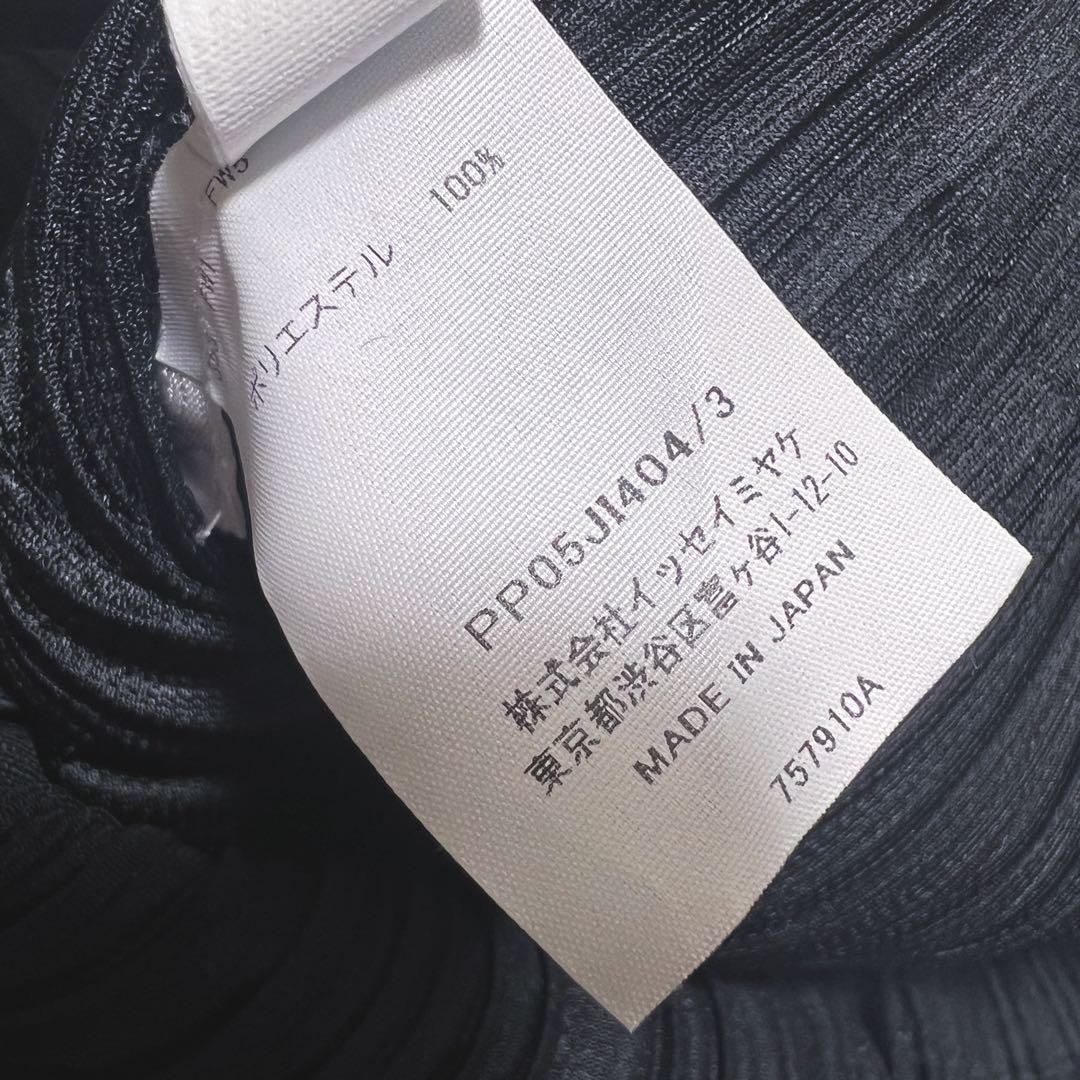 FW5
ポリエステル 100%
PP05JI404/3
株式会社イッセイミヤケ
東京都渋谷区富ヶ谷1-12-10
MADE IN JAPAN
757910A